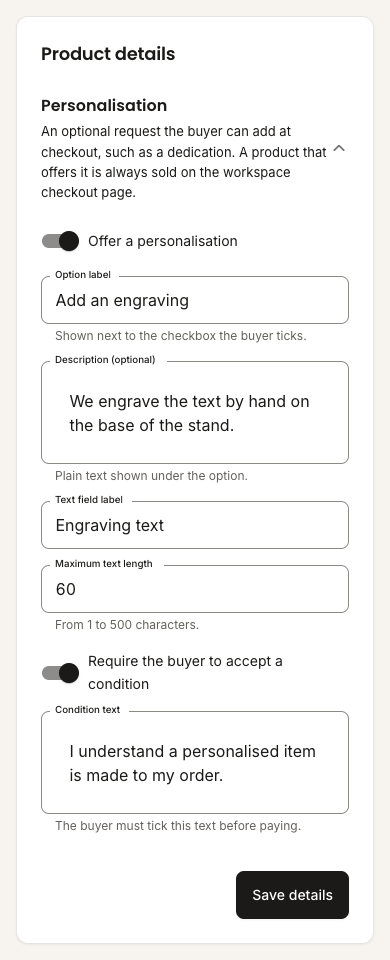 Product details
Personalisation
An optional request the buyer can add at
checkout, such as a dedication. A product that
offers it is always sold on the workspace
checkout page.
Offer a personalisation
Option label
Add an engraving
Shown next to the checkbox the buyer ticks.
Description (optional)
We engrave the text by hand on
the base of the stand.
Plain text shown under the option.
Text field label
Engraving text
Maximum text length
60
From 1 to 500 characters.
Require the buyer to accept a
condition
Condition text
I understand a personalised item
is made to my order.
The buyer must tick this text before paying.
Save details